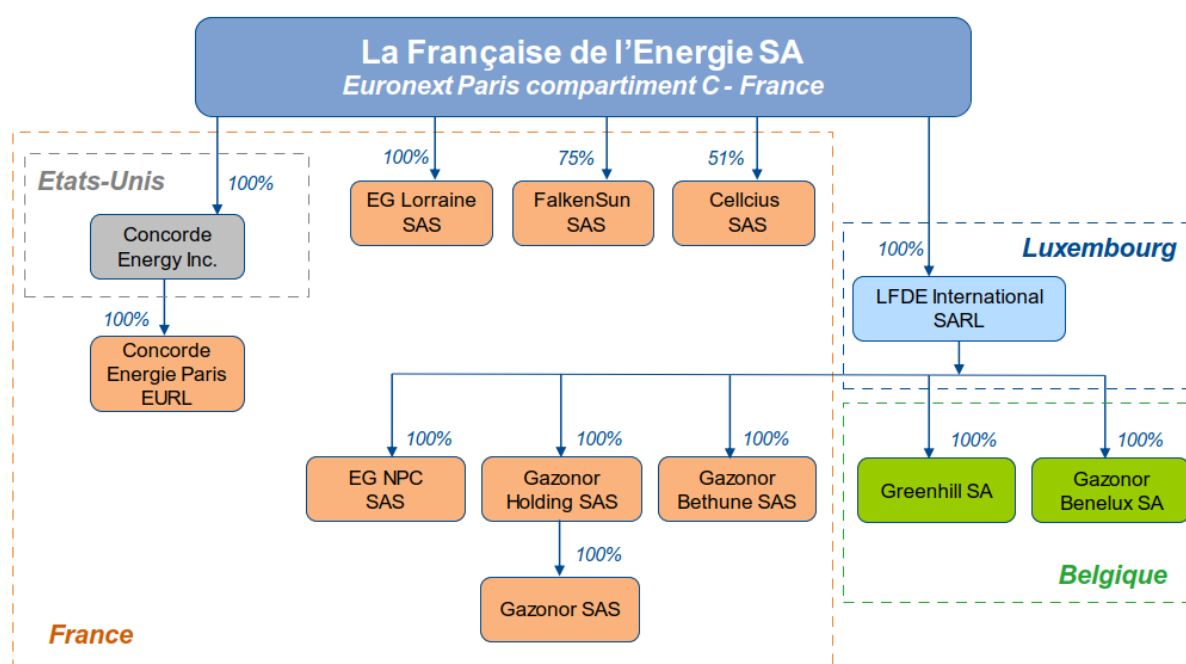 La Française de l’Energie SA
Euronext Paris compartiment C - France
Etats-Unis
100%
100%
75%
51%
EG Lorraine
SAS
FalkenSun
SAS
Cellcius
SAS
Concorde
Energy Inc.
100%
Luxembourg
LFDE International
SARL
100%
Concorde
Energie Paris
EURL
100%
100%
100%
100%
100%
EG NPC
SAS
Gazonor
Holding SAS
Gazonor
Bethune SAS
Greenhill SA
Gazonor
Benelux SA
100%
Gazonor SAS
Belgique
France